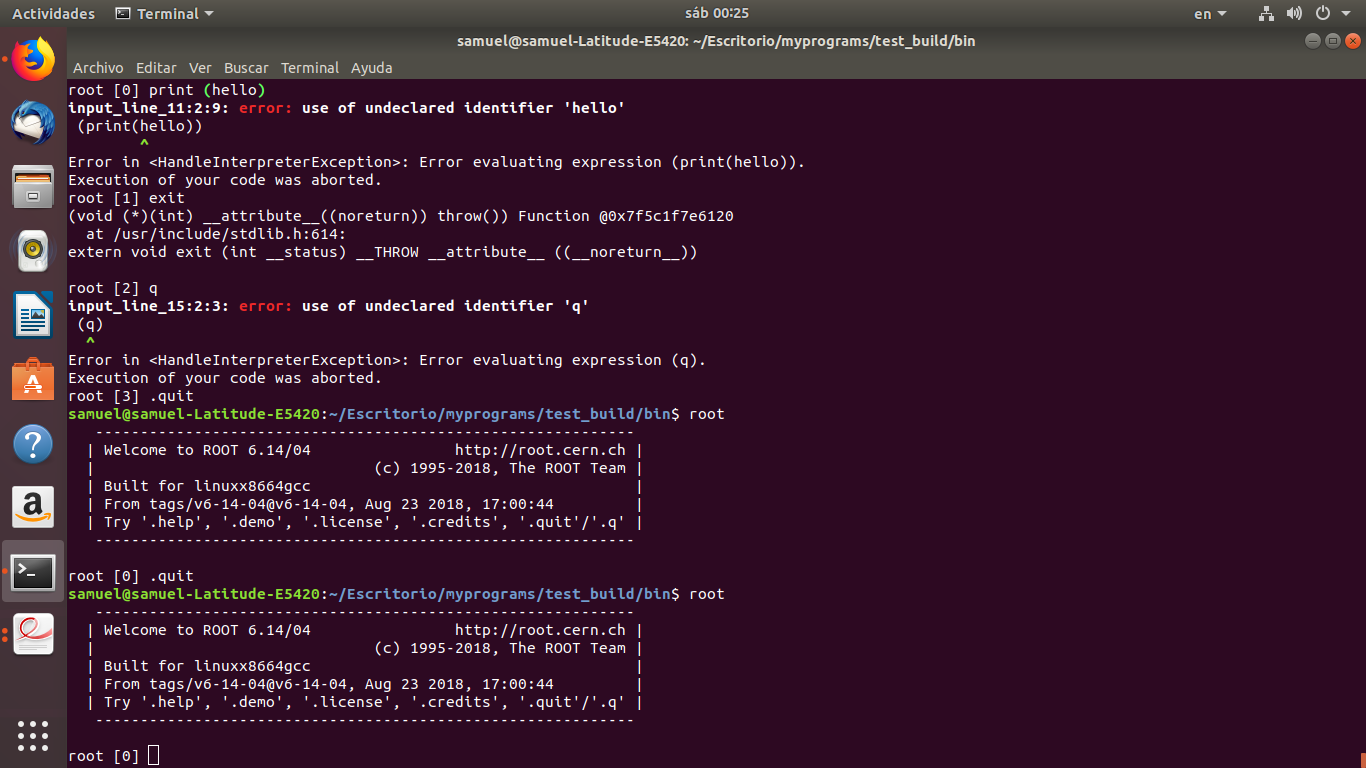 Actividades Terminal sáb 00:25 en
samuel@samuel-Latitude-E5420: ~/Escritorio/myprograms/test_build/bin
Archivo Editar Ver Buscar Terminal Ayuda
root [0] print (hello)
input_line_11:2:9: error: use of undeclared identifier 'hello'
 (print(hello))
        ^
Error in <HandleInterpreterException>: Error evaluating expression (print(hello)).
Execution of your code was aborted.
root [1] exit
(void (*)(int) __attribute__((noreturn)) throw()) Function @0x7f5c1f7e6120
  at /usr/include/stdlib.h:614:
extern void exit (int __status) __THROW __attribute__ ((__noreturn__))
root [2] q
input_line_15:2:3: error: use of undeclared identifier 'q'
 (q)
  ^
Error in <HandleInterpreterException>: Error evaluating expression (q).
Execution of your code was aborted.
root [3] .quit
samuel@samuel-Latitude-E5420:~/Escritorio/myprograms/test_build/bin$ root
   ------------------------------------------------------------
  | Welcome to ROOT 6.14/04                http://root.cern.ch |
  |                               (c) 1995-2018, The ROOT Team |
  | Built for linuxx8664gcc                                    |
  | From tags/v6-14-04@v6-14-04, Aug 23 2018, 17:00:44         |
  | Try '.help', '.demo', '.license', '.credits', '.quit'/'.q' |
   ------------------------------------------------------------
root [0] .quit
samuel@samuel-Latitude-E5420:~/Escritorio/myprograms/test_build/bin$ root
   ------------------------------------------------------------
  | Welcome to ROOT 6.14/04                http://root.cern.ch |
  |                               (c) 1995-2018, The ROOT Team |
  | Built for linuxx8664gcc                                    |
  | From tags/v6-14-04@v6-14-04, Aug 23 2018, 17:00:44         |
  | Try '.help', '.demo', '.license', '.credits', '.quit'/'.q' |
   ------------------------------------------------------------
root [0]